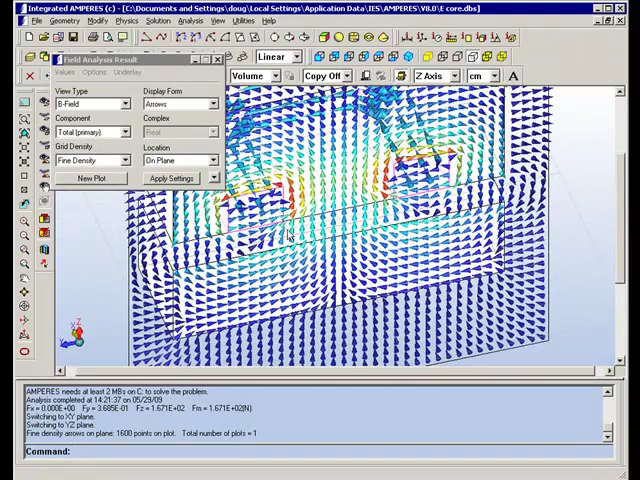 Integrated AMPERES (c) - C:\Documents and Settings\doug\Local Settings\Application Data\IES\AMPERES\V8.0\E core.dbs]
File Geometry Physics Solution Analysis View Utilities Help
Linear
Volume Copy Off Z Axis cm A
Field Analysis Result
Values Options Underlay
View Type Display Form
B-Field Arrows
Component Complex
Total (primary) Real
Grid Density Location
Fine Density On Plane
New Plot Apply Settings
Z
Y
AMPERES needs at least 2 MBs on C: to solve the problem.
Analysis completed at 14:21:37 on 05/29/09
Fx = 0.000E+00 Fy = 3.685E-01 Fz = 1.671E+02 Fm = 1.671E+02(N)
Switching to XY plane.
Switching to YZ plane.
Fine density arrows on plane: 1600 points on plot. Total number of plots = 1
Command: